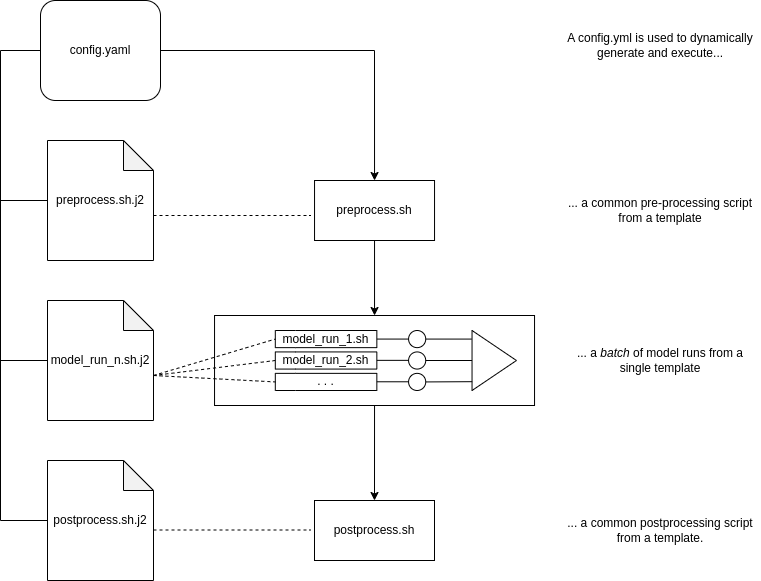 config.yaml
A config.yml is used to dynamically
generate and execute...
preprocess.sh.j2
preprocess.sh
... a common pre-processing script
from a template
model_run_n.sh.j2
model_run_1.sh
model_run_2.sh
. . .
... a batch of model runs from a
single template
postprocess.sh.j2
postprocess.sh
... a common postprocessing script
from a template.